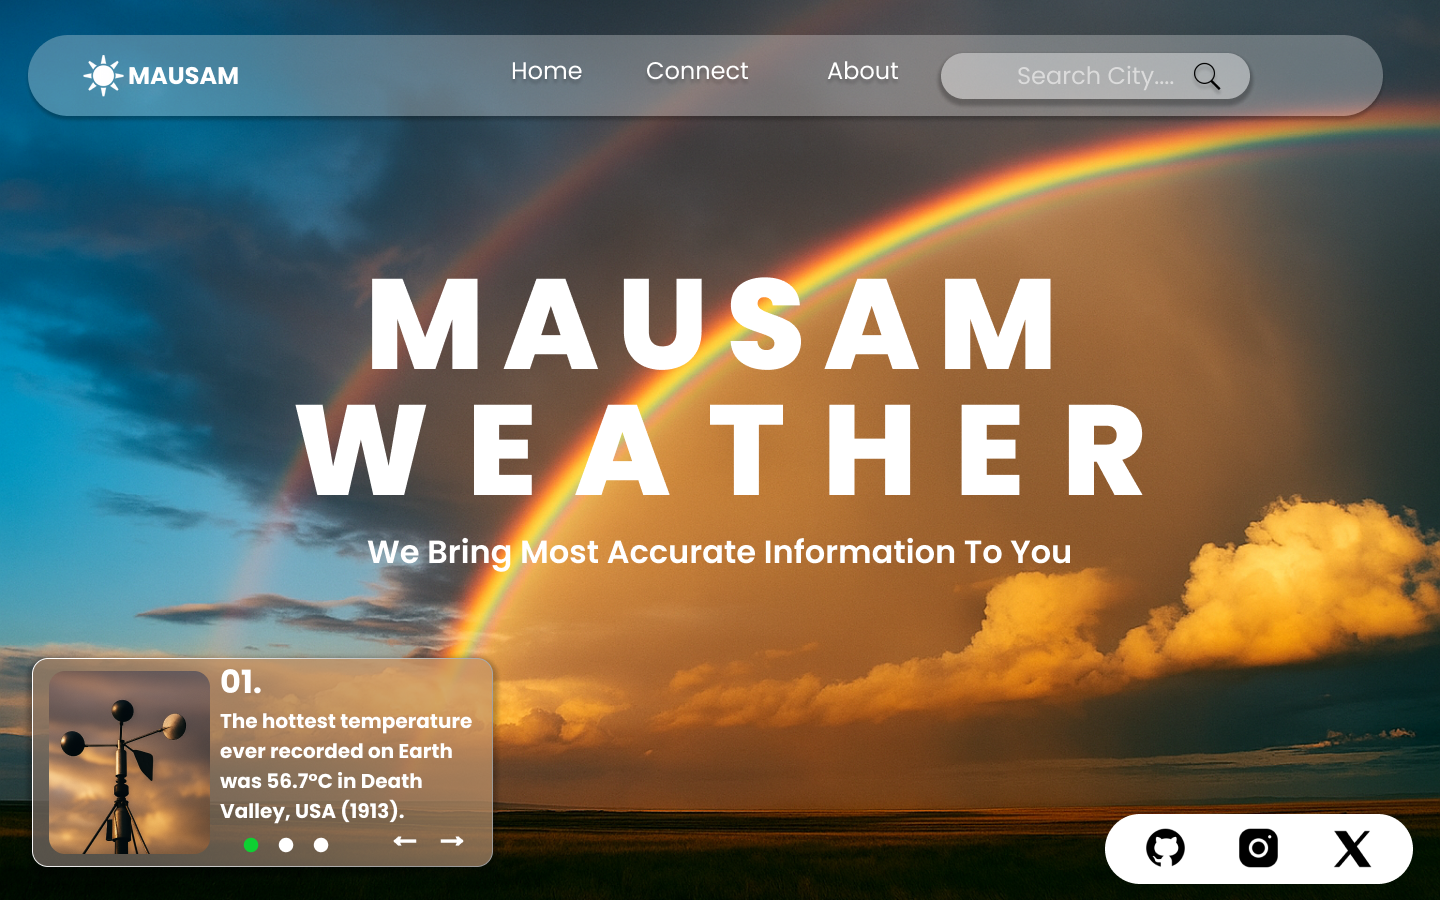 MAUSAM
Home
Connect
About
Search City....
MAUSAM
WEATHER
We Bring Most Accurate Information To You
01.
The hottest temperature
ever recorded on Earth
was 56.7°C in Death
Valley, USA (1913).